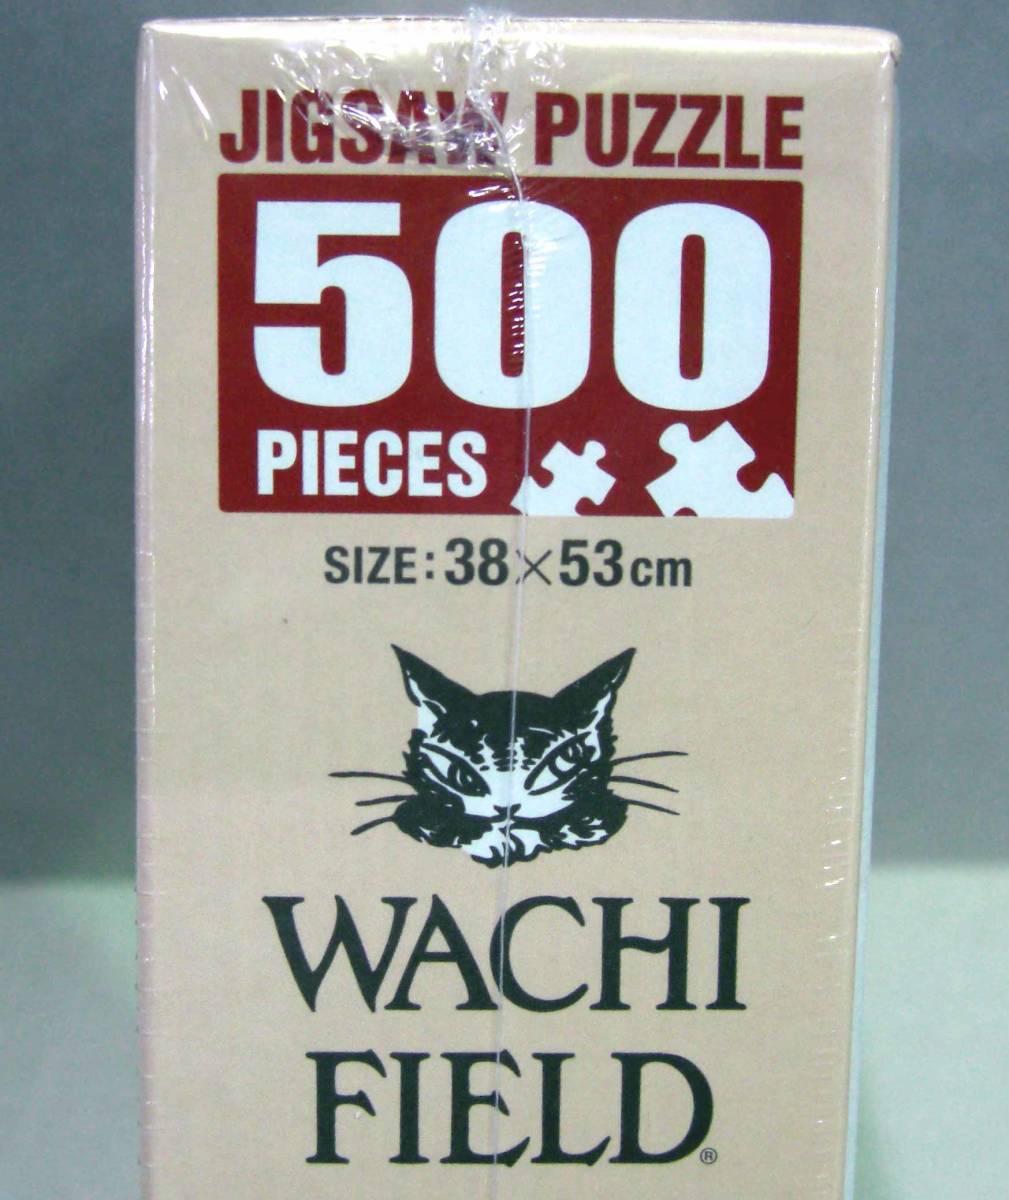 JIGSAW PUZZLE
500
PIECES
SIZE: 38×53cm
WACHI
FIELD®